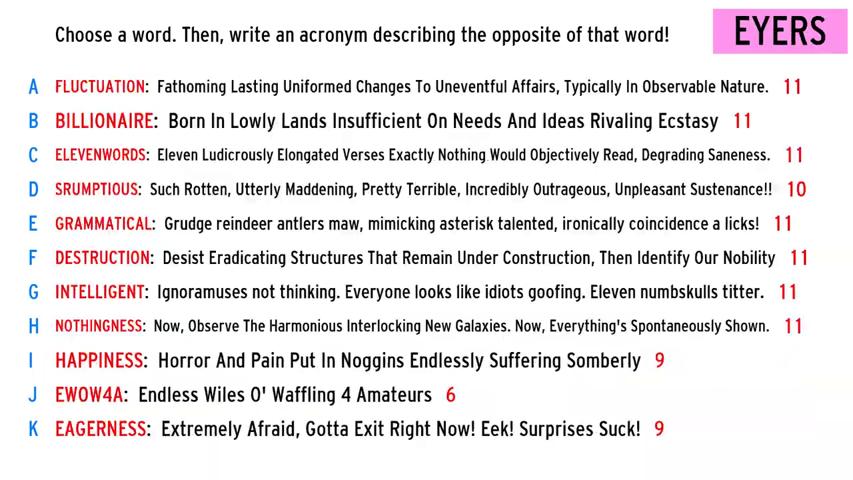 Choose a word. Then, write an acronym describing the opposite of that word!
EYERS
A FLUCTUATION: Fathoming Lasting Uniformed Changes To Uneventful Affairs, Typically In Observable Nature. 11
B BILLIONAIRE: Born In Lowly Lands Insufficient On Needs And Ideas Rivaling Ecstasy 11
C ELEVENWORDS: Eleven Ludicrously Elongated Verses Exactly Nothing Would Objectively Read, Degrading Saneness. 11
D SRUMPTIOUS: Such Rotten, Utterly Maddening, Pretty Terrible, Incredibly Outrageous, Unpleasant Sustenance!! 10
E GRAMMATICAL: Grudge reindeer antlers maw, mimicking asterisk talented, ironically coincidence a licks! 11
F DESTRUCTION: Desist Eradicating Structures That Remain Under Construction, Then Identify Our Nobility 11
G INTELLIGENT: Ignoramuses not thinking. Everyone looks like idiots goofing. Eleven numbskulls titter. 11
H NOTHINGNESS: Now, Observe The Harmonious Interlocking New Galaxies. Now, Everything's Spontaneously Shown. 11
I HAPPINESS: Horror And Pain Put In Noggins Endlessly Suffering Somberly 9
J EWOW4A: Endless Wiles O' Waffling 4 Amateurs 6
K EAGERNESS: Extremely Afraid, Gotta Exit Right Now! Eek! Surprises Suck! 9